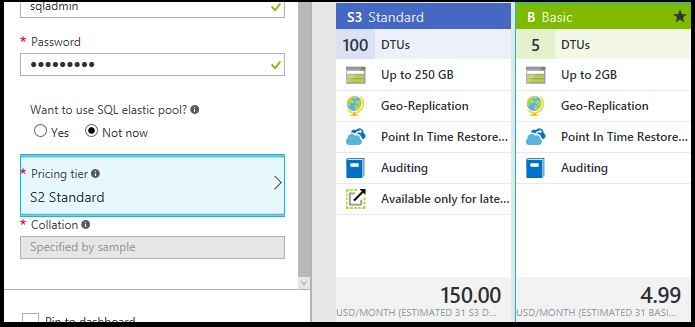 sqladmin
* Password
•••••••••
Want to use SQL elastic pool?
Yes
Not now
* Pricing tier
S2 Standard
* Collation
Specified by sample
Pin to dashboard
S3 Standard
100 DTUs
Up to 250 GB
Geo-Replication
Point In Time Restore...
Auditing
Available only for late...
150.00
USD/MONTH (ESTIMATED 31 S3 D...
B Basic
5 DTUs
Up to 2GB
Geo-Replication
Point In Time Restore...
Auditing
4.99
USD/MONTH (ESTIMATED 31 BASI...